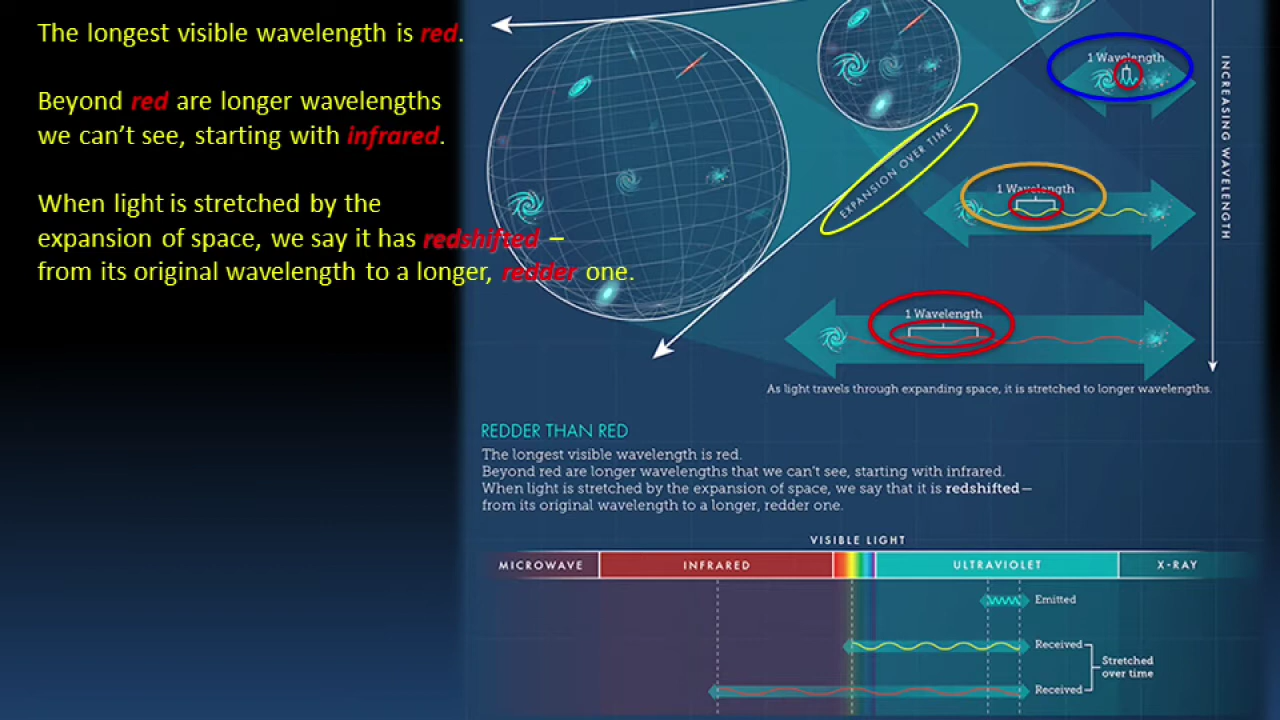 The longest visible wavelength is red.
Beyond red are longer wavelengths
we can't see, starting with infrared.
When light is stretched by the
expansion of space, we say it has redshifted –
from its original wavelength to a longer, redder one.
1 Wavelength
EXPANSION OVER TIME
1 Wavelength
1 Wavelength
INCREASING WAVELENGTH
As light travels through expanding space, it is stretched to longer wavelengths.
REDDER THAN RED
The longest visible wavelength is red.
Beyond red are longer wavelengths that we can't see, starting with infrared.
When light is stretched by the expansion of space, we say that it is redshifted—
from its original wavelength to a longer, redder one.
VISIBLE LIGHT
MICROWAVE INFRARED ULTRAVIOLET X-RAY
Emitted
Received
Stretched
over time
Received